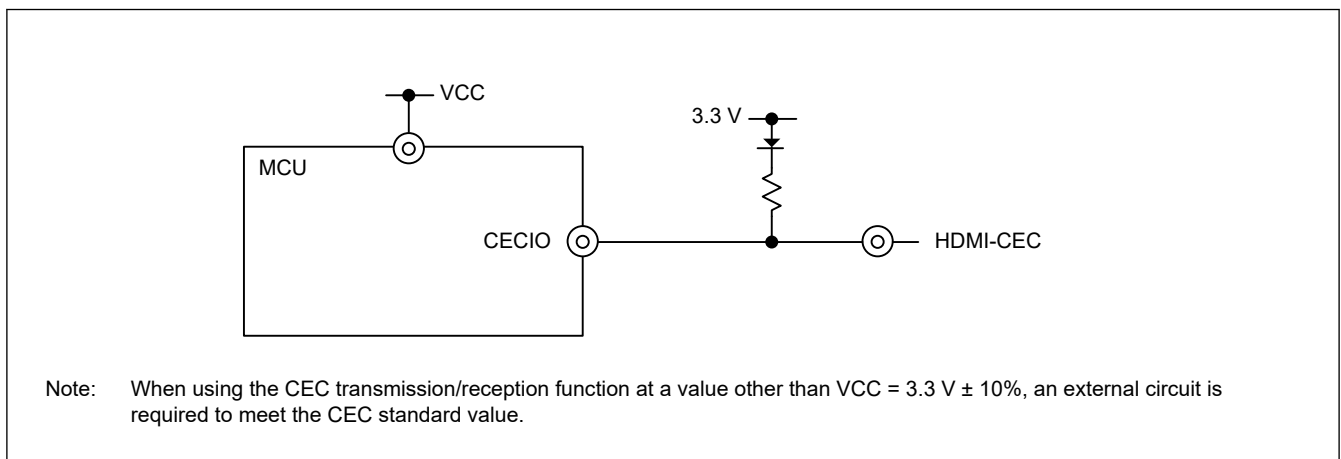 VCC
3.3 V
MCU
CECIO
HDMI-CEC
Note: When using the CEC transmission/reception function at a value other than VCC = 3.3 V ± 10%, an external circuit is
required to meet the CEC standard value.